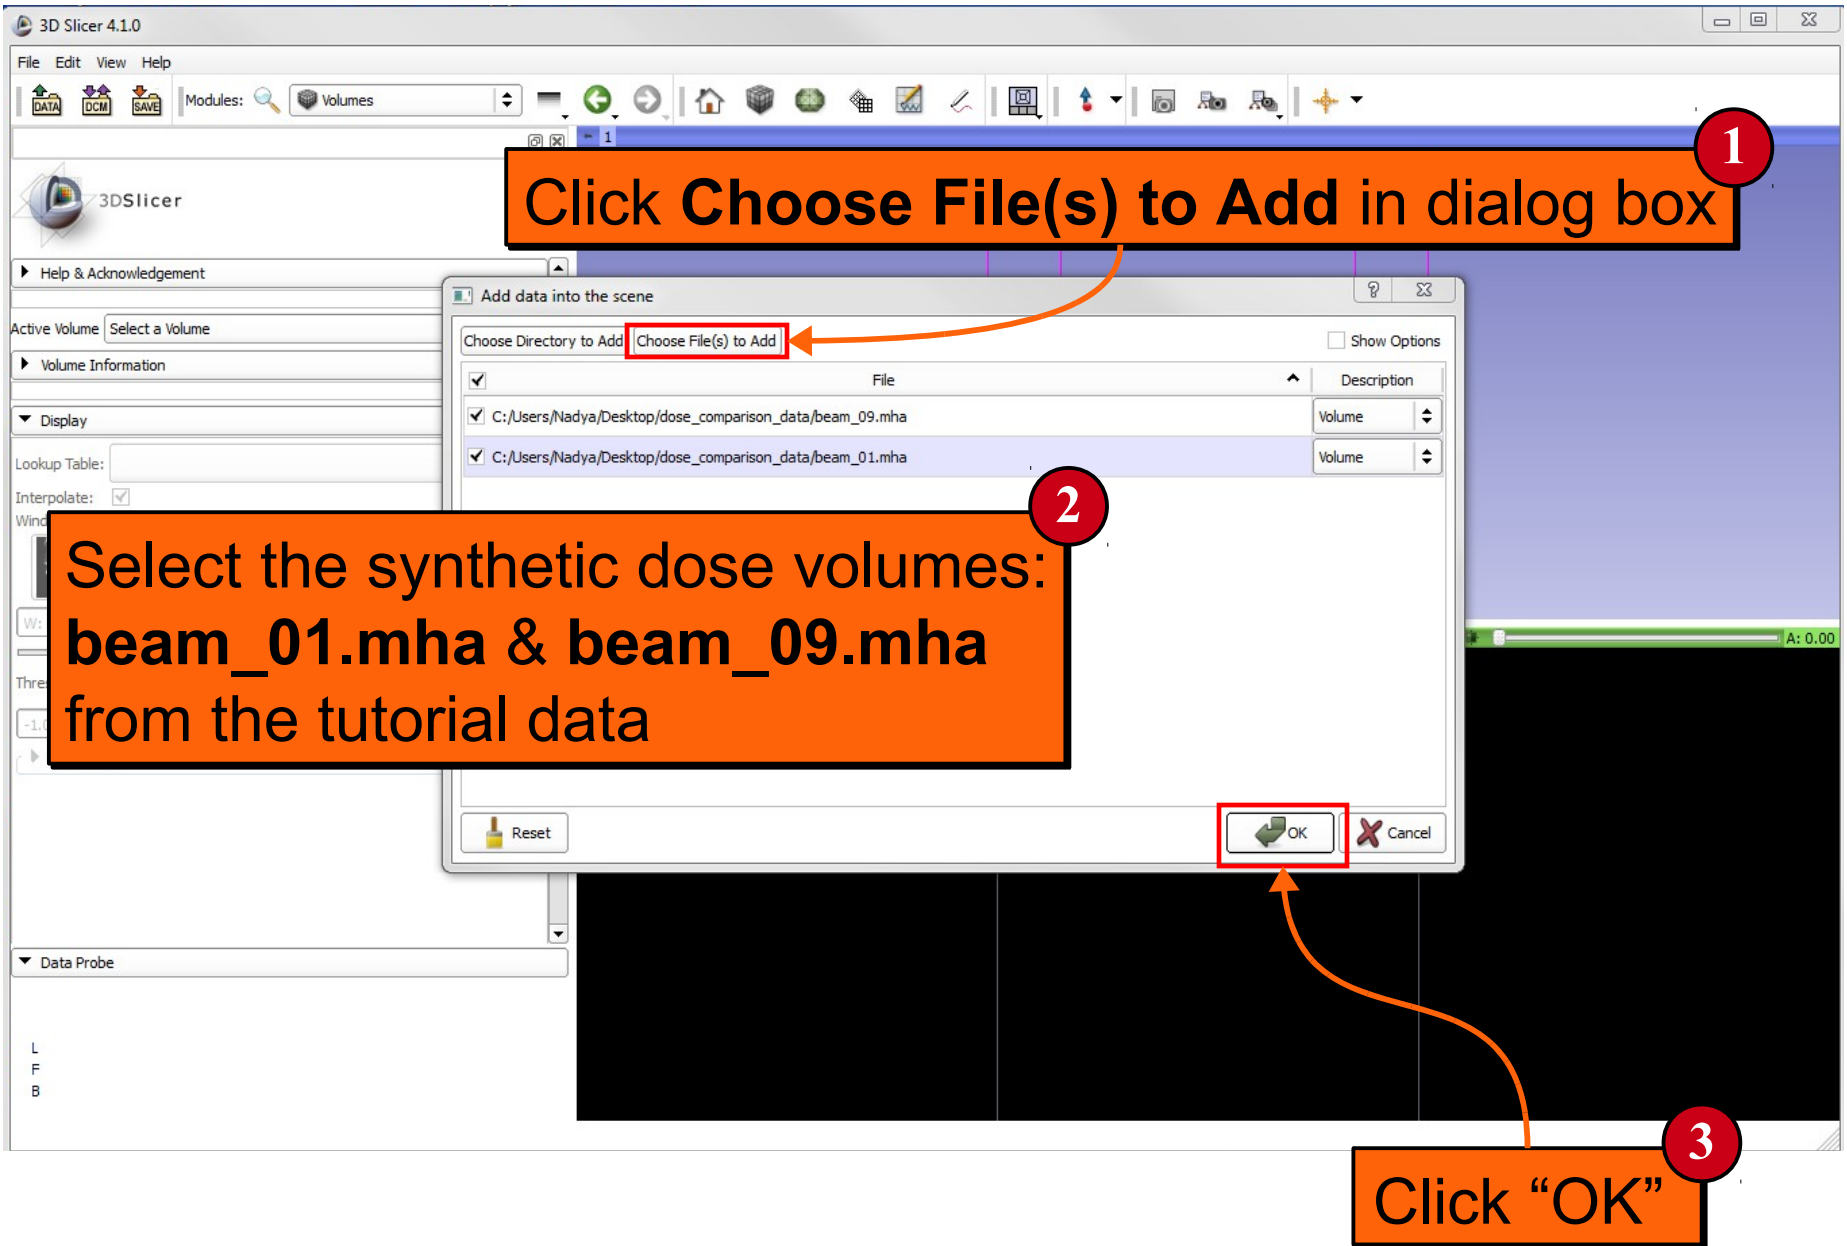 3D Slicer 4.1.0
File Edit View Help
DATA DCM SAVE Modules: Volumes
1
1
Click Choose File(s) to Add in dialog box
3DSlicer
Help & Acknowledgement
Add data into the scene
Active Volume Select a Volume
Choose Directory to Add Choose File(s) to Add Show Options
Volume Information
File Description
Display
C:/Users/Nadya/Desktop/dose_comparison_data/beam_09.mha Volume
Lookup Table:
C:/Users/Nadya/Desktop/dose_comparison_data/beam_01.mha Volume
Interpolate:
Wind
2
Select the synthetic dose volumes:
beam_01.mha & beam_09.mha
from the tutorial data
W:
A: 0.00
Thre
-1.0
Reset OK Cancel
Data Probe
L
F
B
3
Click “OK”